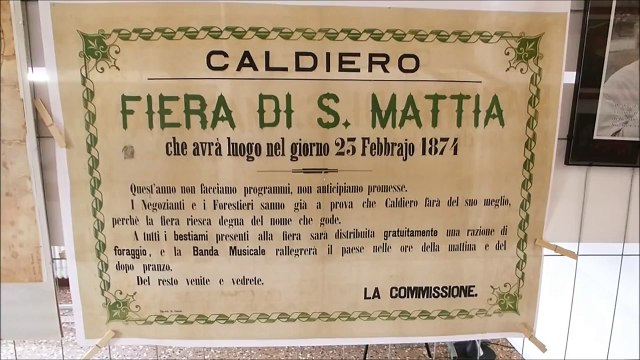 CALDIERO
FIERA DI S. MATTIA
che avrà luogo nel giorno 25 Febbrajo 1874
Quest'anno non facciamo programmi, non anticipiamo promesse.
I Negozianti e i Forestieri sanno già a prova che Caldiero farà del suo meglio,
perchè la fiera riesca degna del nome che gode.
A tutti i bestiami presenti alla fiera sarà distribuita gratuitamente una razione di
foraggio, e la Banda Musicale rallegrerà il paese nelle ore della mattina e del
dopo pranzo.
Del resto venite e vedrete.
LA COMMISSIONE.